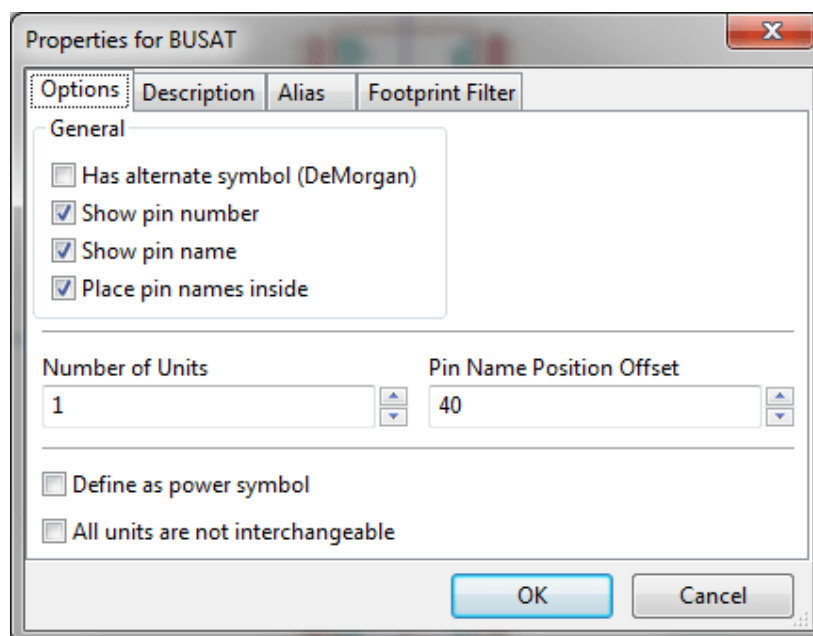 Properties for BUSAT
Options Description Alias Footprint Filter
General
Has alternate symbol (DeMorgan)
Show pin number
Show pin name
Place pin names inside
Number of Units Pin Name Position Offset
1 40
Define as power symbol
All units are not interchangeable
OK Cancel